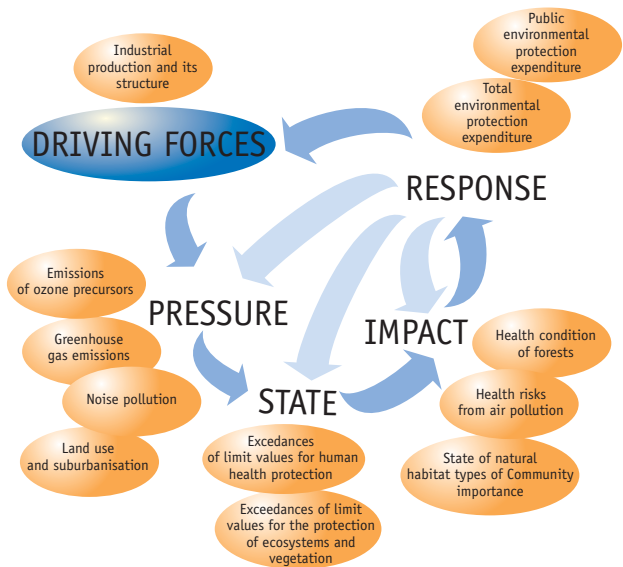 Industrial
production and its
structure
Public
environmental
protection
expenditure
Total
environmental
protection
expenditure
DRIVING FORCES
RESPONSE
Emissions
of ozone precursors
PRESSURE
IMPACT
Greenhouse
gas emissions
Health condition
of forests
Noise pollution
STATE
Health risks
from air pollution
Land use
and suburbanisation
Excedances
of limit values for human
health protection
State of natural
habitat types of Community
importance
Exceedances of limit
values for the protection
of ecosystems and
vegetation